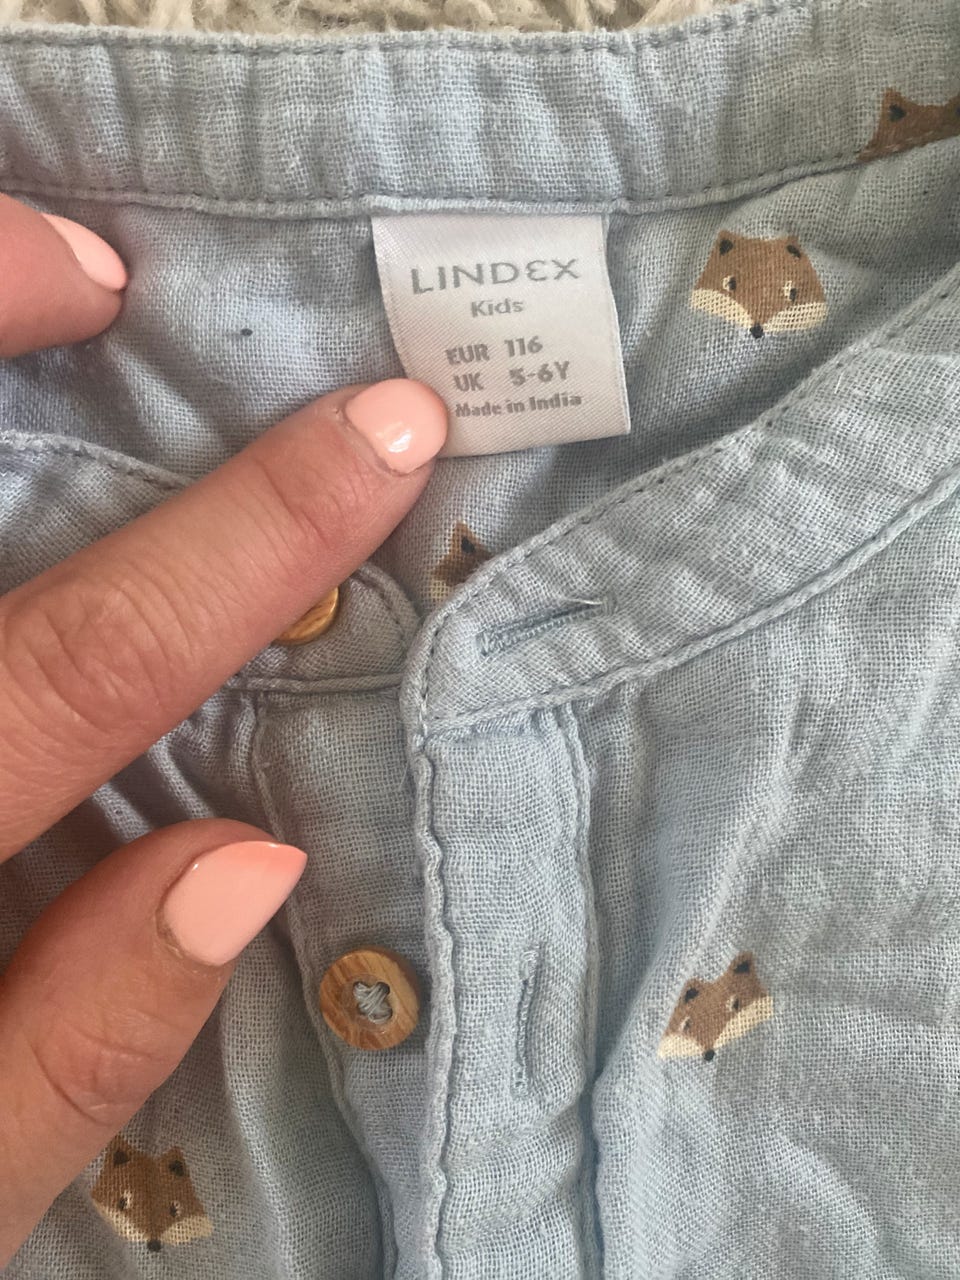 LINDEX
Kids
EUR 116
UK 5-6Y
Made in India